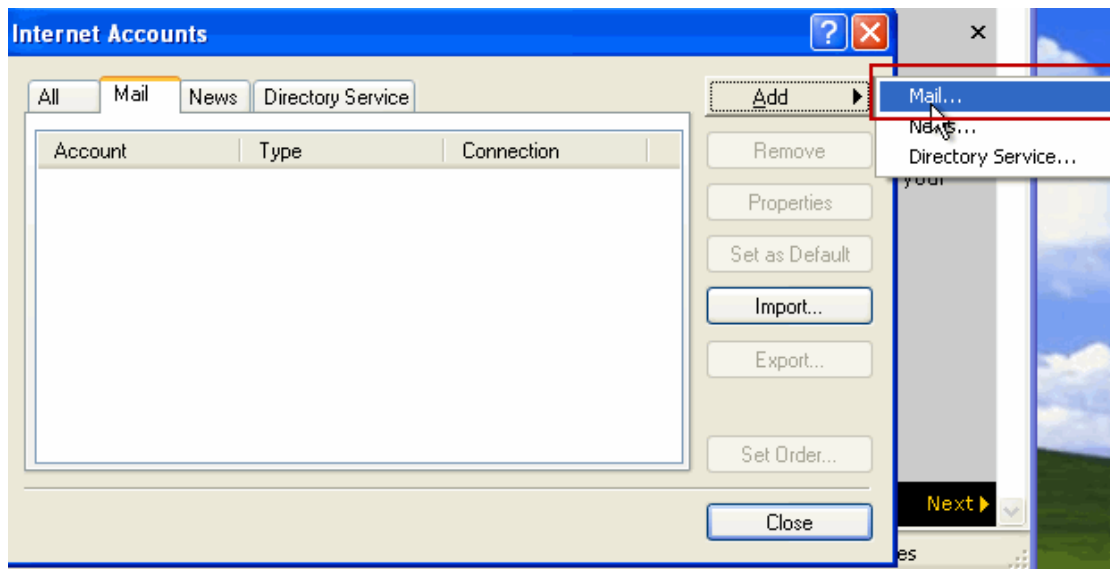 Internet Accounts
All
Mail
News
Directory Service
Account
Type
Connection
Add
Remove
Properties
Set as Default
Import...
Export...
Set Order...
Close
Mail...
News...
Directory Service...
your
Next
es